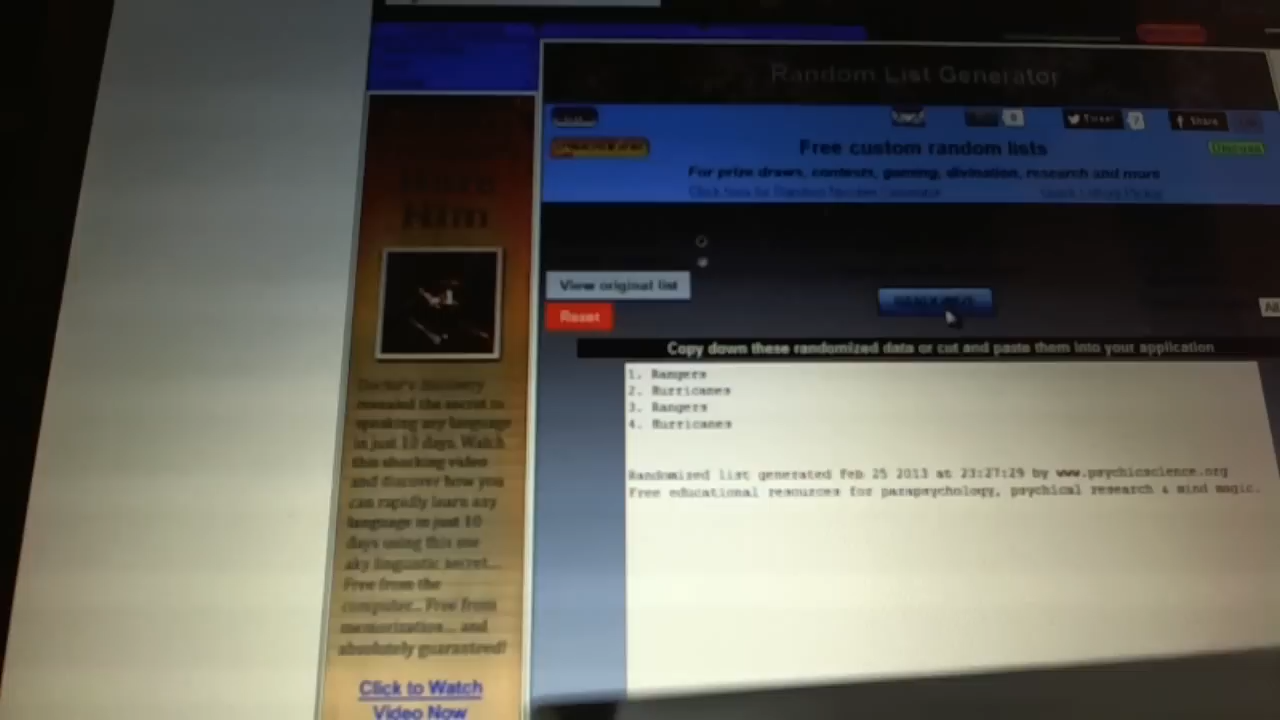 Random List Generator
Tweet
Share
Free custom random lists
Discuss
For prize draws, contests, gaming, divination, research and more
Him
View original list
Reset
Copy down these randomized data or cut and paste them into your application
1. Rangers
2. Hurricanes
3. Rangers
4. Hurricanes
Randomized list generated Feb 25 2013 at 23:27:29 by www.psychicscience.org
Free educational resources for parapsychology, psychical research & mind magic.
Doctor's discovery
revealed the secret to
speaking any language
in just 10 days. Watch
this shocking video
and discover how you
can rapidly learn any
language in just 10
days using this one
linguistic secret...
Free from the
computer... Free from
memorization... and
absolutely guaranteed!
Click to Watch
Video Now